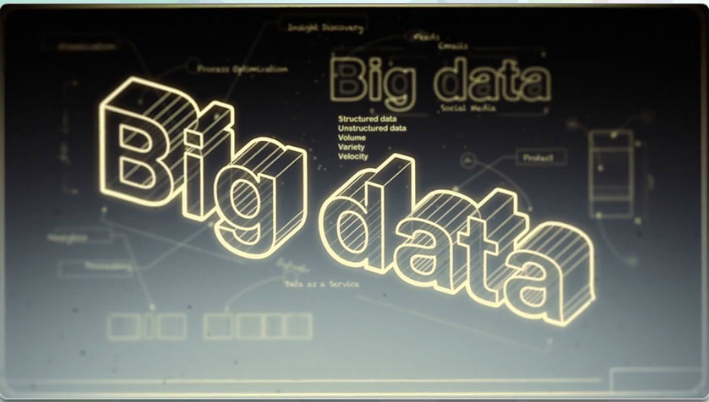 Insight Discovery
Feeds
Emails
Process Optimization
Big data
Social Media
Structured data
Unstructured data
Volume
Variety
Velocity
Product
Big data
Data as a Service